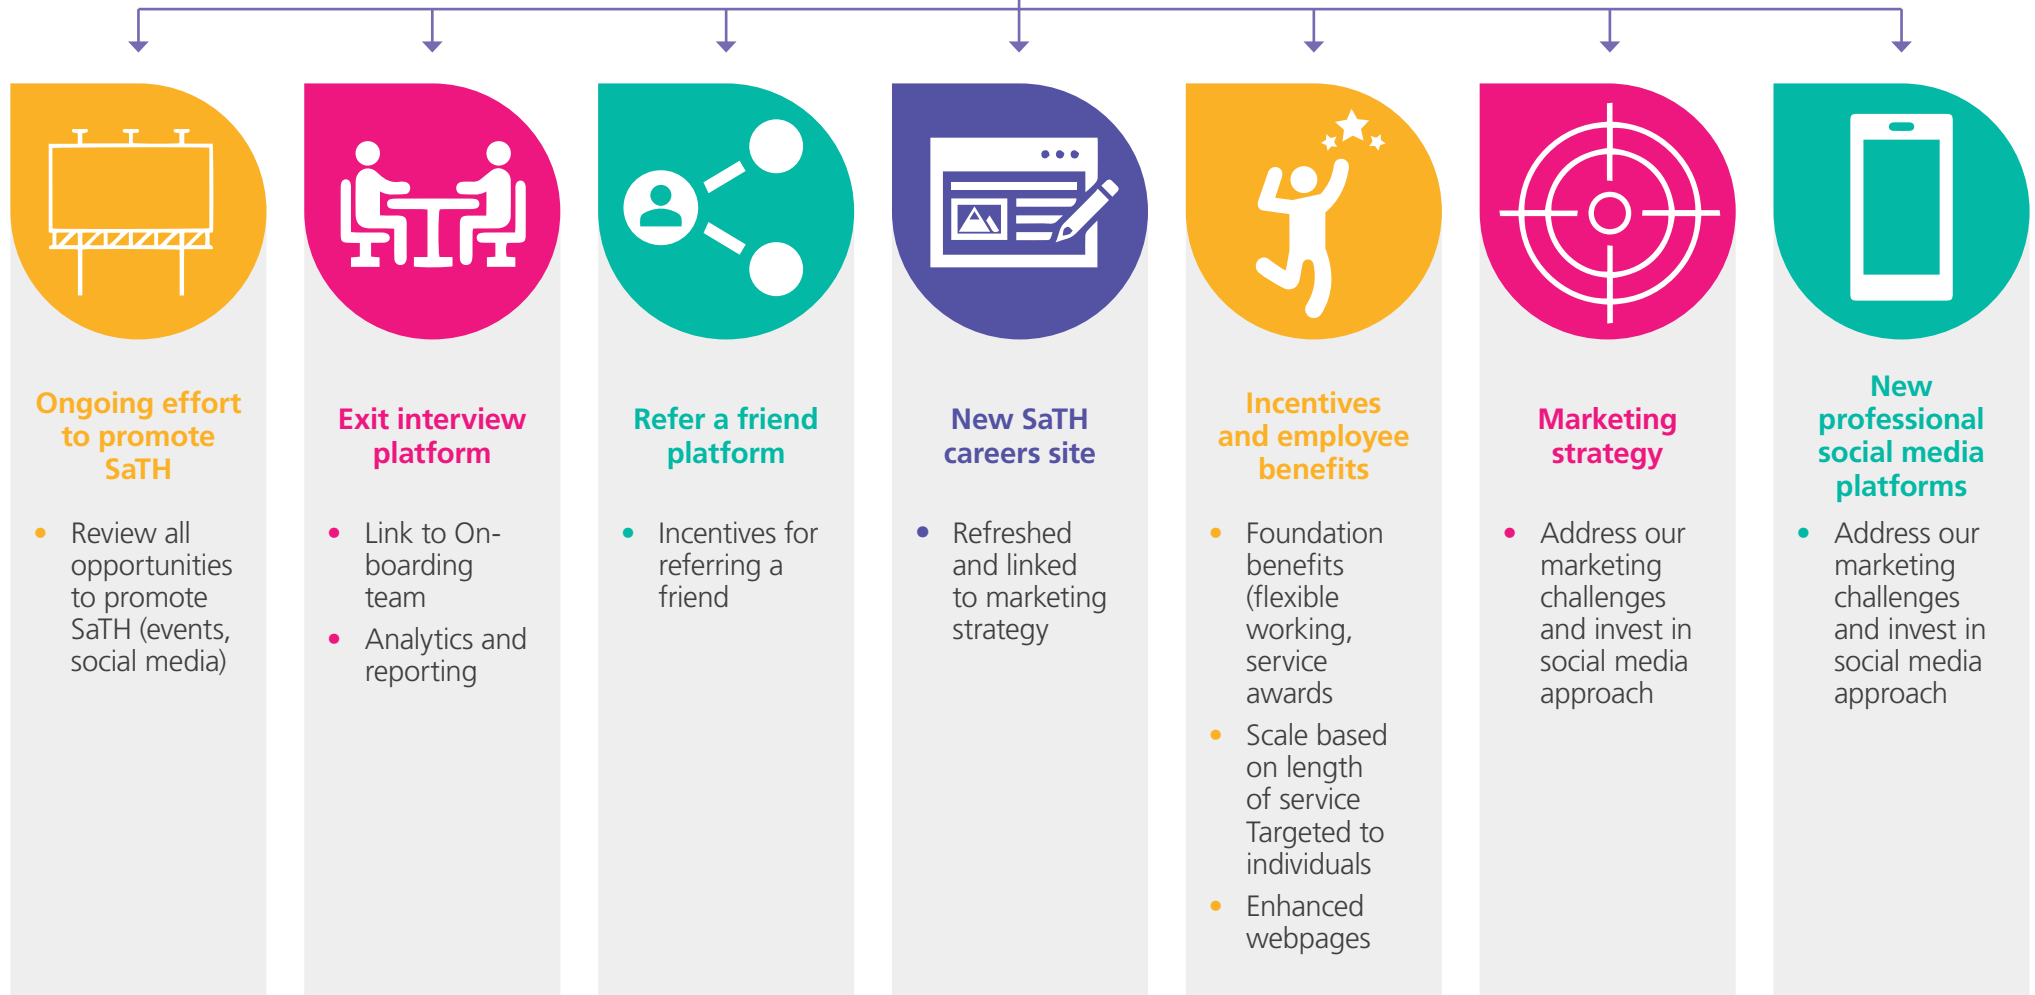 Ongoing effort
to promote
SaTH
• Review all
opportunities
to promote
SaTH (events,
social media)
Exit interview
platform
• Link to On-
boarding
team
• Analytics and
reporting
Refer a friend
platform
• Incentives for
referring a
friend
New SaTH
careers site
• Refreshed
and linked
to marketing
strategy
Incentives
and employee
benefits
• Foundation
benefits
(flexible
working,
service
awards
• Scale based
on length
of service
Targeted to
individuals
• Enhanced
webpages
Marketing
strategy
• Address our
marketing
challenges
and invest in
social media
approach
New
professional
social media
platforms
• Address our
marketing
challenges
and invest in
social media
approach